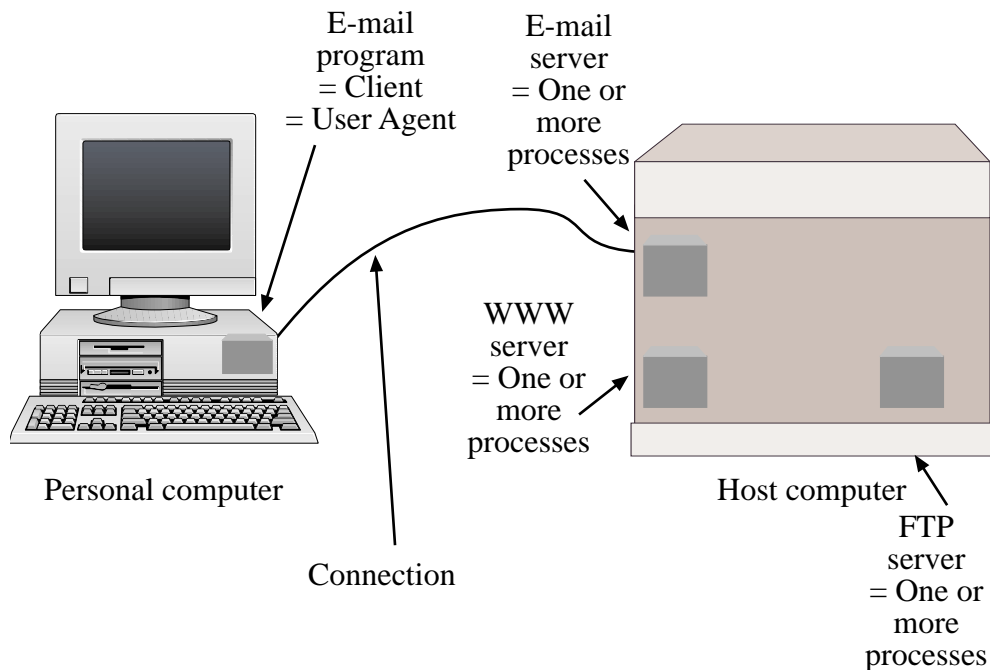 E-mail
program
= Client
= User Agent
E-mail
server
= One or
more
processes
WWW
server
= One or
more
processes
Personal computer
Host computer
Connection
FTP
server
= One or
more
processes